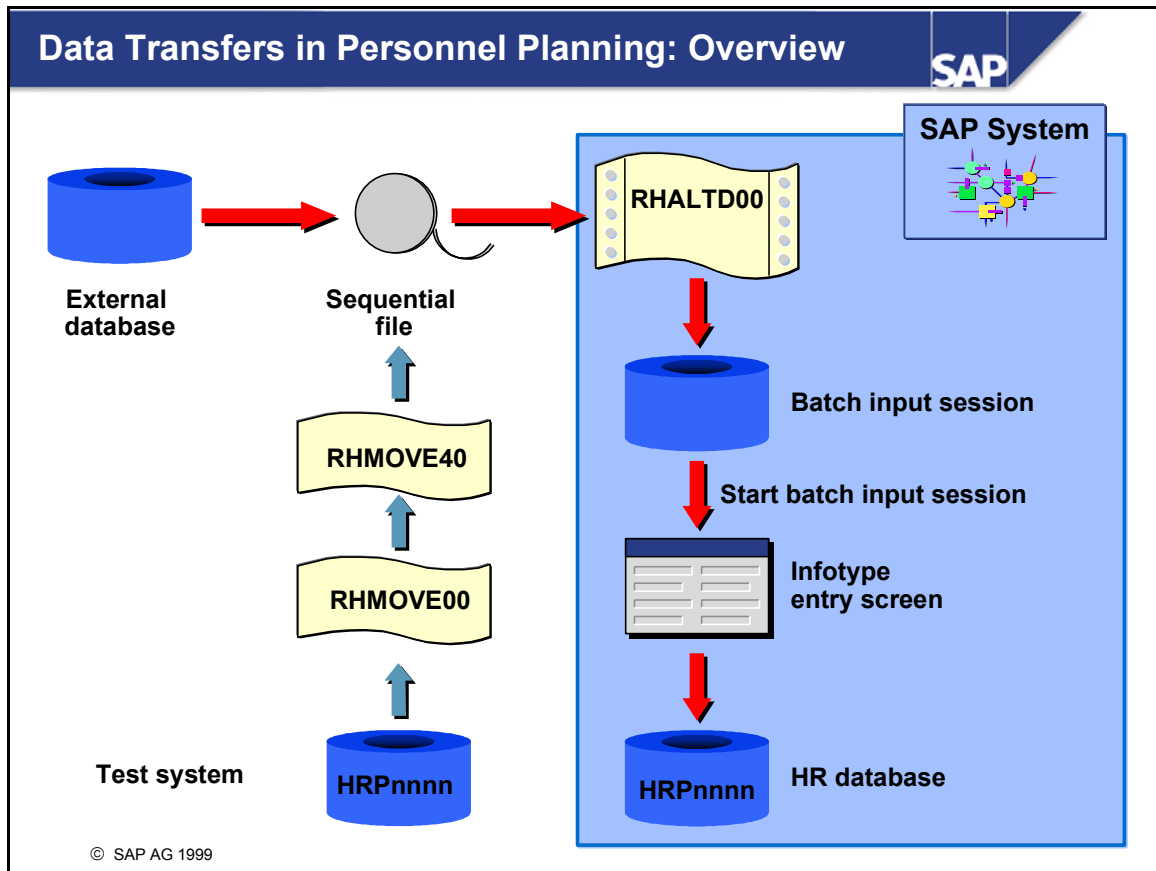 Data Transfers in Personnel Planning: Overview
SAP
SAP System
RHALTD00
External
database
Sequential
file
Batch input session
RHMOVE40
Start batch input session
Infotype
entry screen
RHMOVE00
Test system
HRPnnnn
HRPnnnn
HR database
© SAP AG 1999